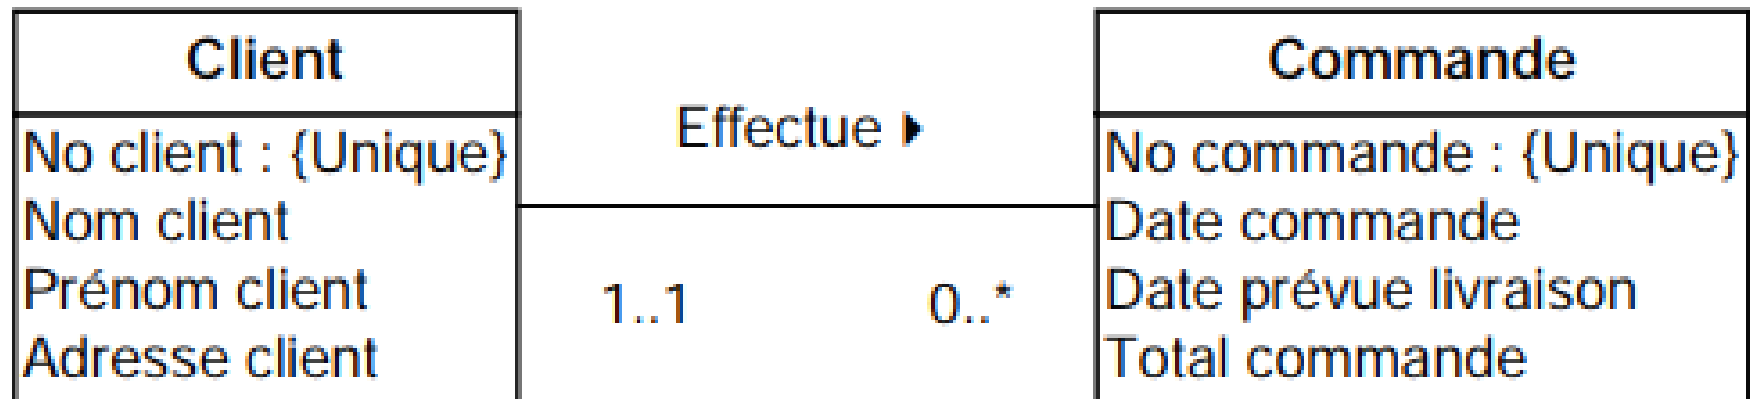 Client
No client : {Unique}
Nom client
Prénom client
Adresse client
Effectue ▶
1..1
0..*
Commande
No commande : {Unique}
Date commande
Date prévue livraison
Total commande